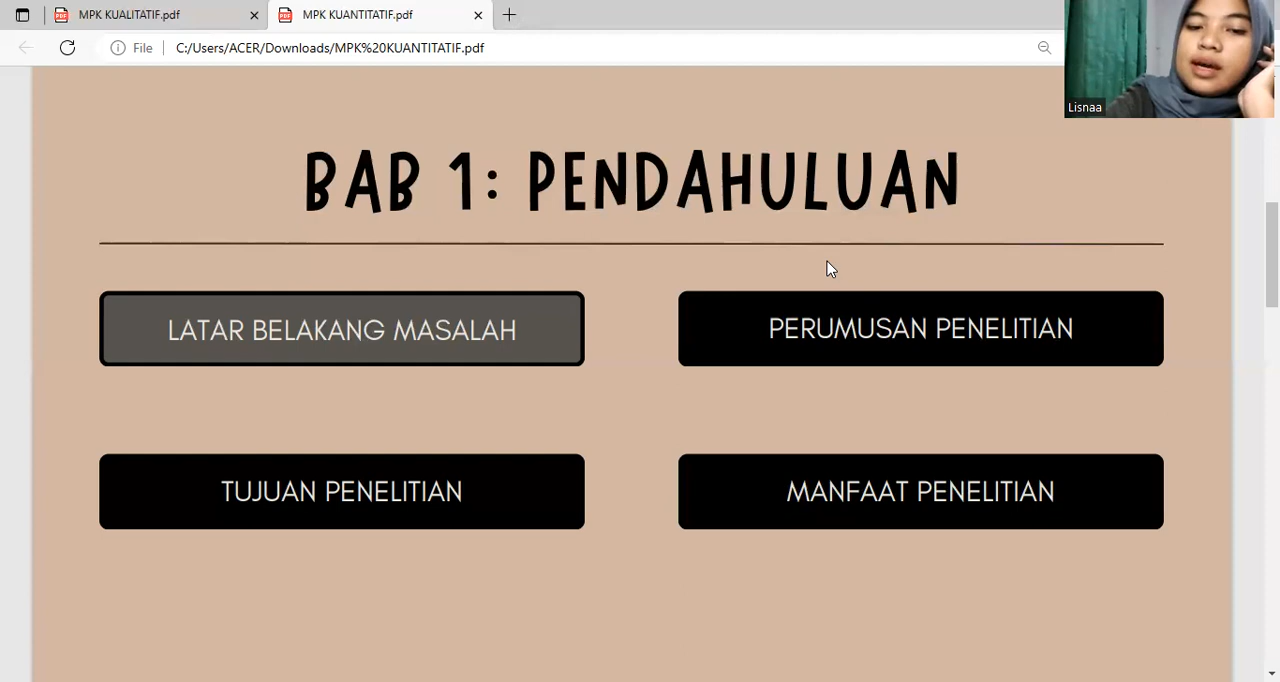 MPK KUALITATIF.pdf
MPK KUANTITATIF.pdf
File
C:/Users/ACER/Downloads/MPK%20KUANTITATIF.pdf
Lisnaa
BAB 1: PENDAHULUAN
LATAR BELAKANG MASALAH
PERUMUSAN PENELITIAN
TUJUAN PENELITIAN
MANFAAT PENELITIAN